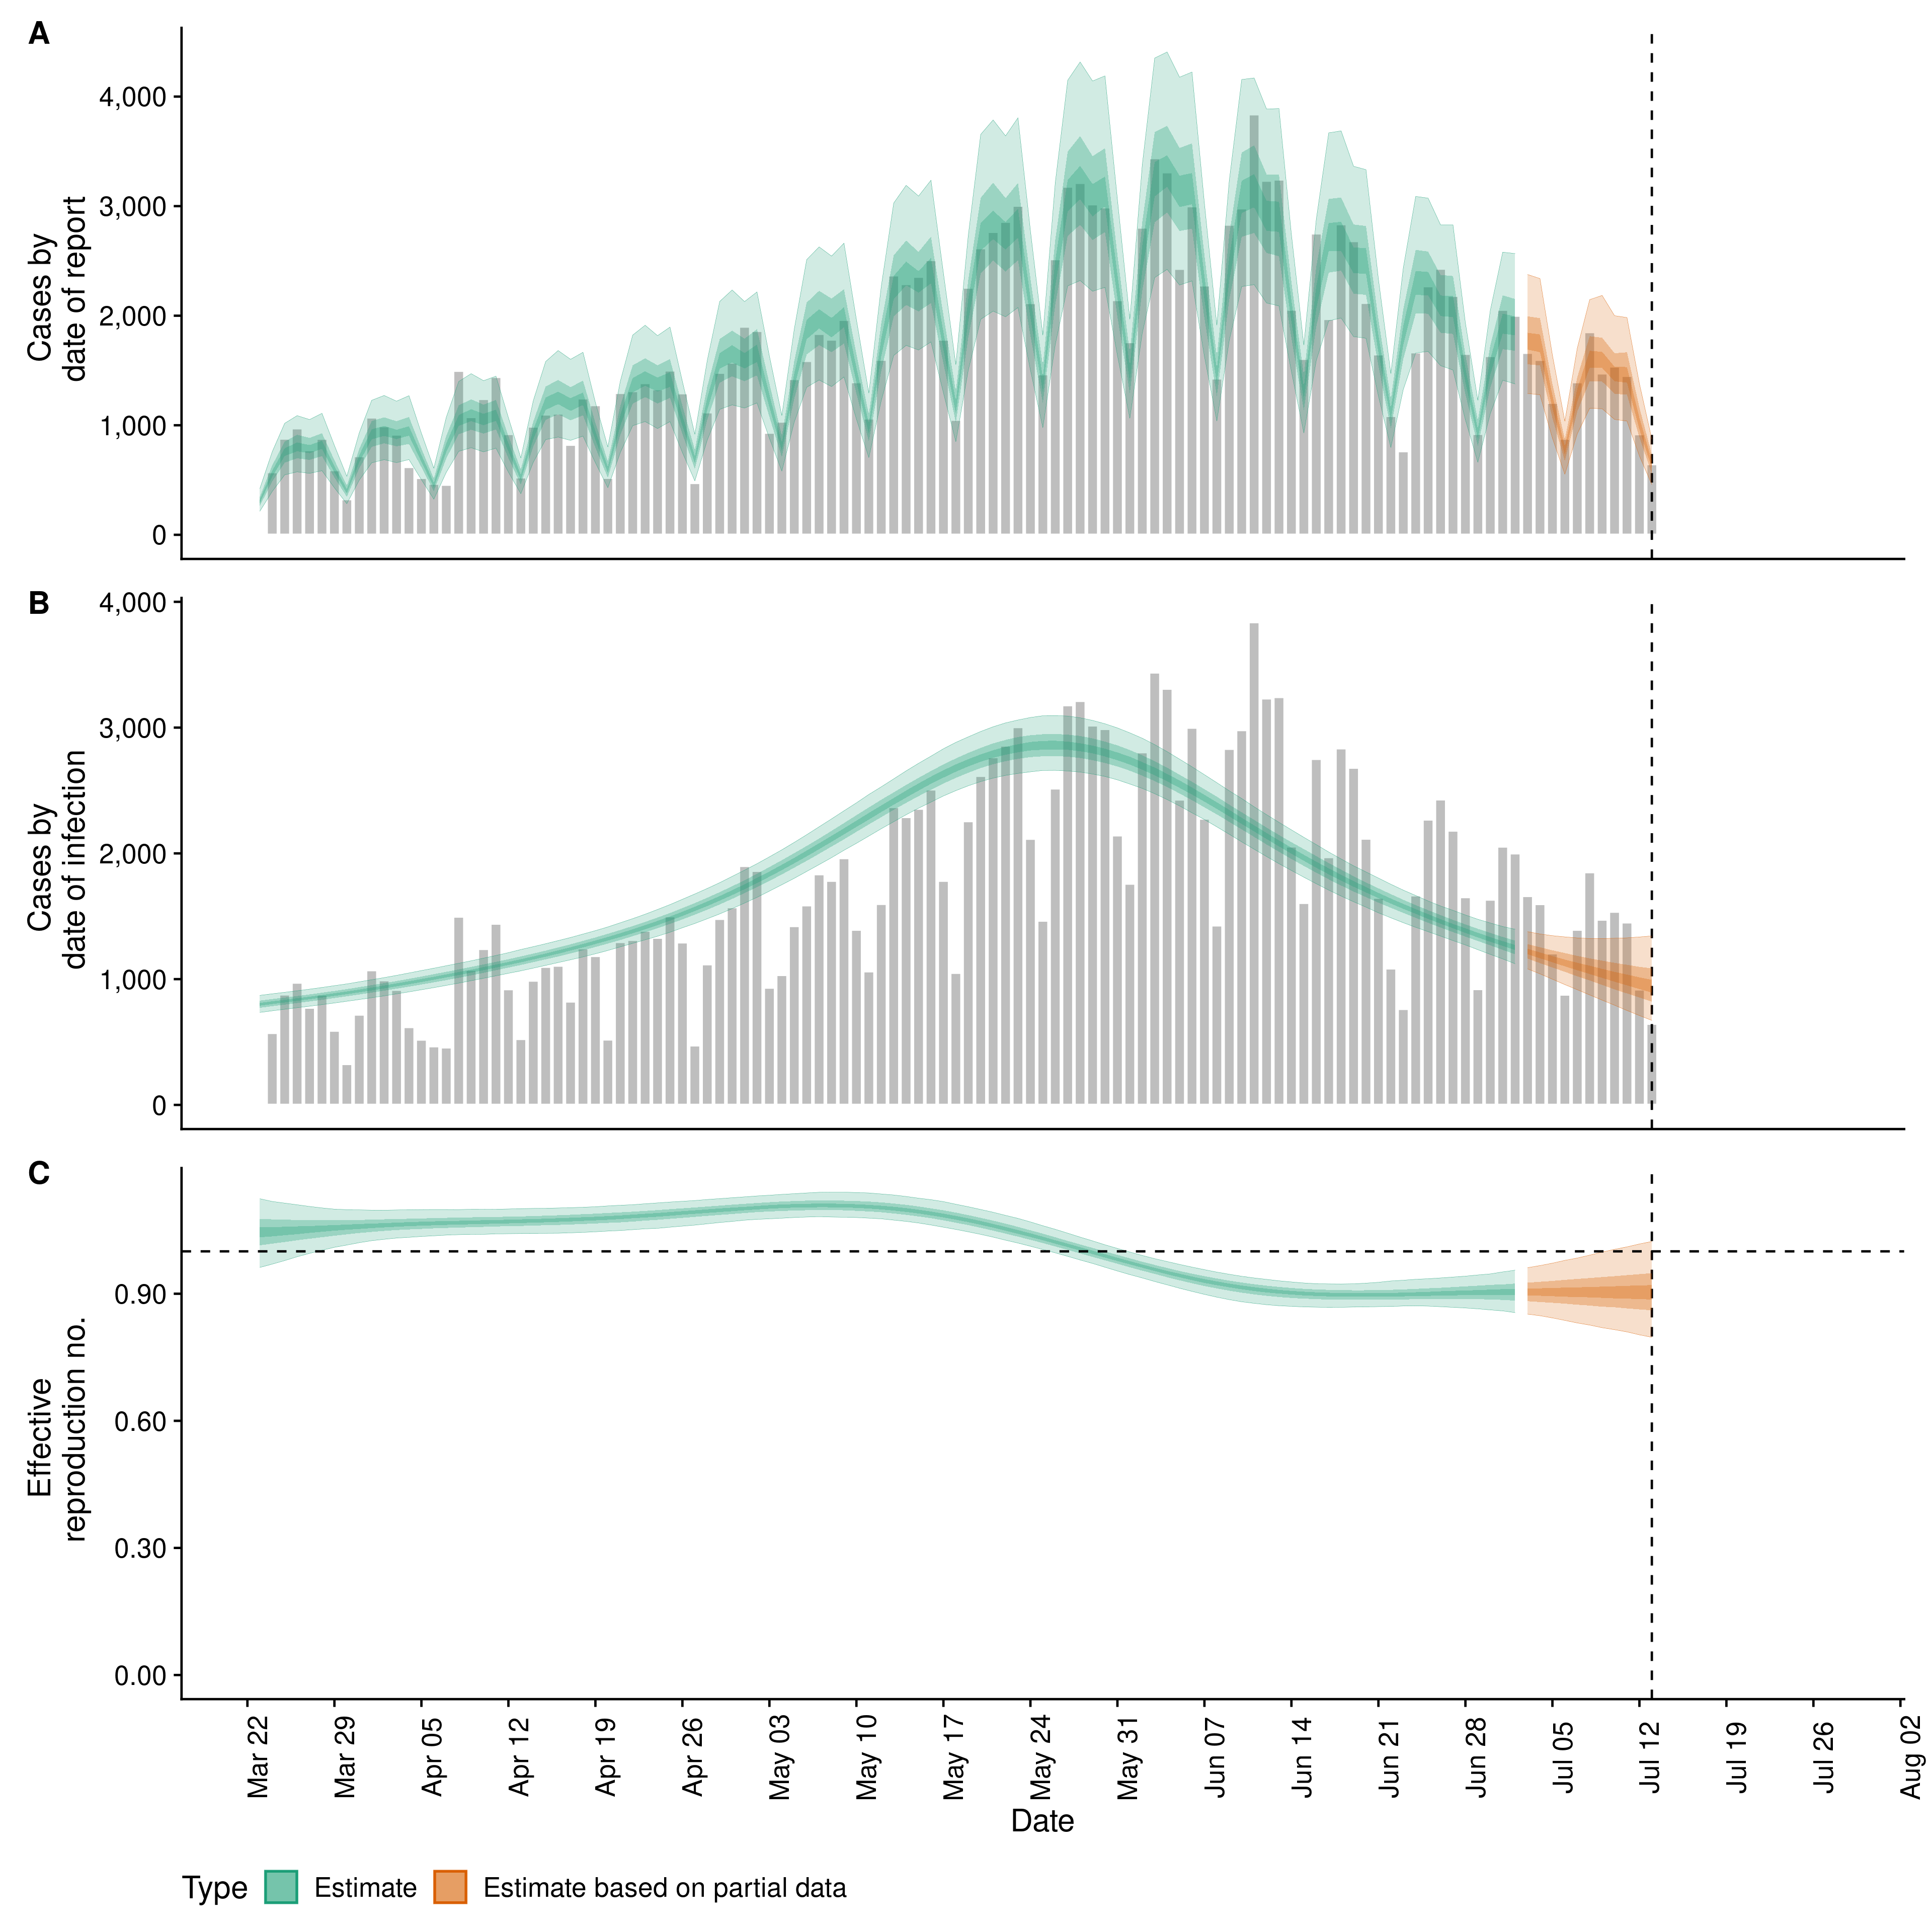 A
Cases by
date of report
4,000
3,000
2,000
1,000
0
B
Cases by
date of infection
4,000
3,000
2,000
1,000
0
C
Effective
reproduction no.
0.90
0.60
0.30
0.00
Mar 22
Mar 29
Apr 05
Apr 12
Apr 19
Apr 26
May 03
May 10
May 17
May 24
May 31
Jun 07
Jun 14
Jun 21
Jun 28
Jul 05
Jul 12
Jul 19
Jul 26
Aug 02
Date
Type Estimate Estimate based on partial data